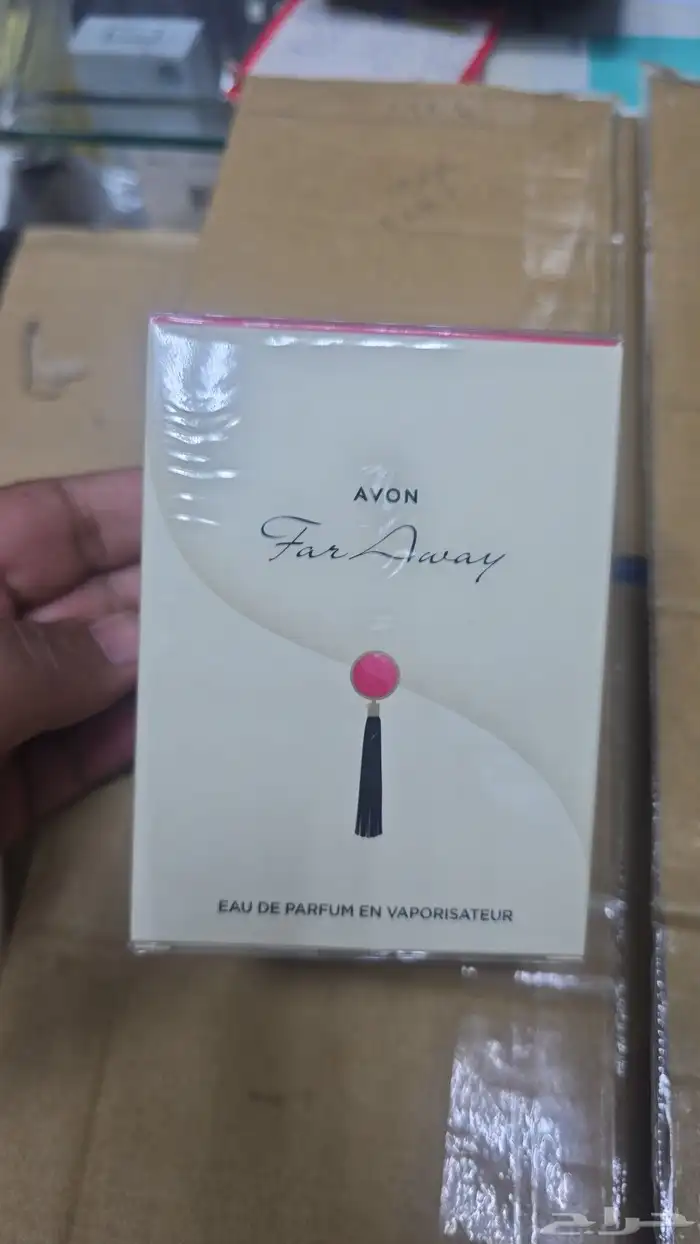 AVON
Far Away
EAU DE PARFUM EN VAPORISATEUR
حراج